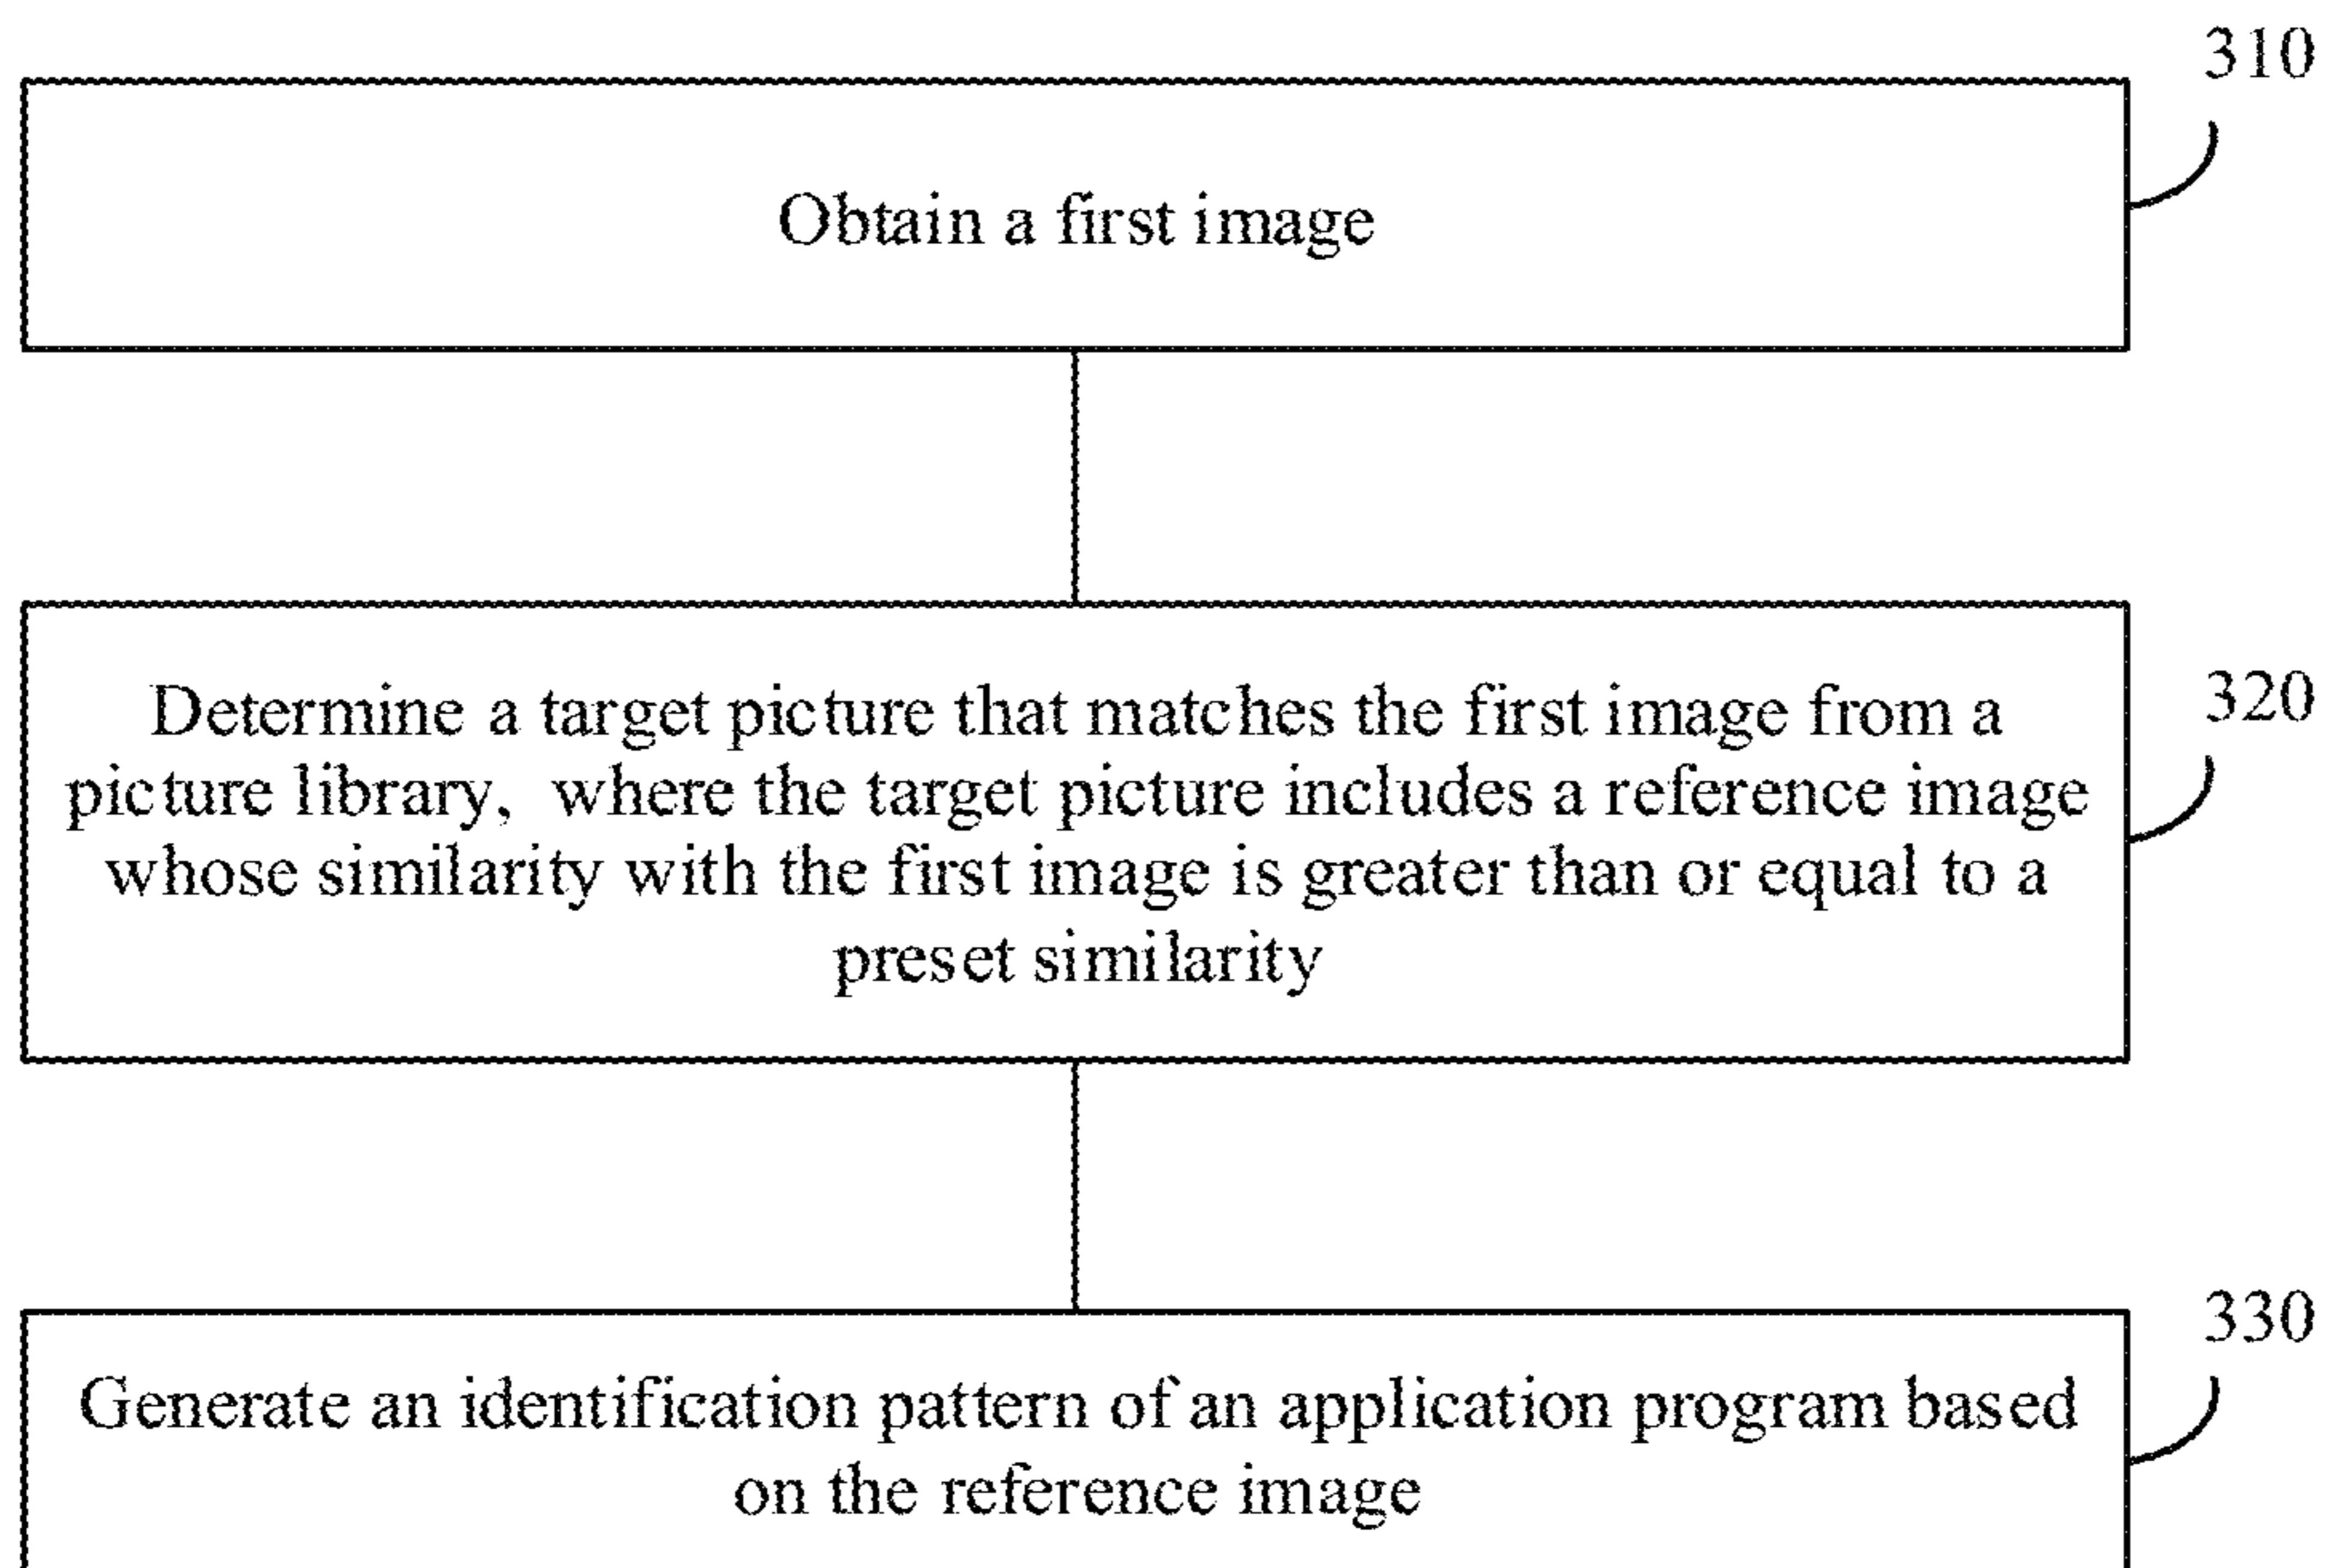 310
Obtain a first image
Determine a target picture that matches the first image from a
320
picture library, where the target picture includes a reference image
whose similarity with the first image is greater than or equal to a
preset similarity
330
Generate an identification pattern of an application program based
on the reference image